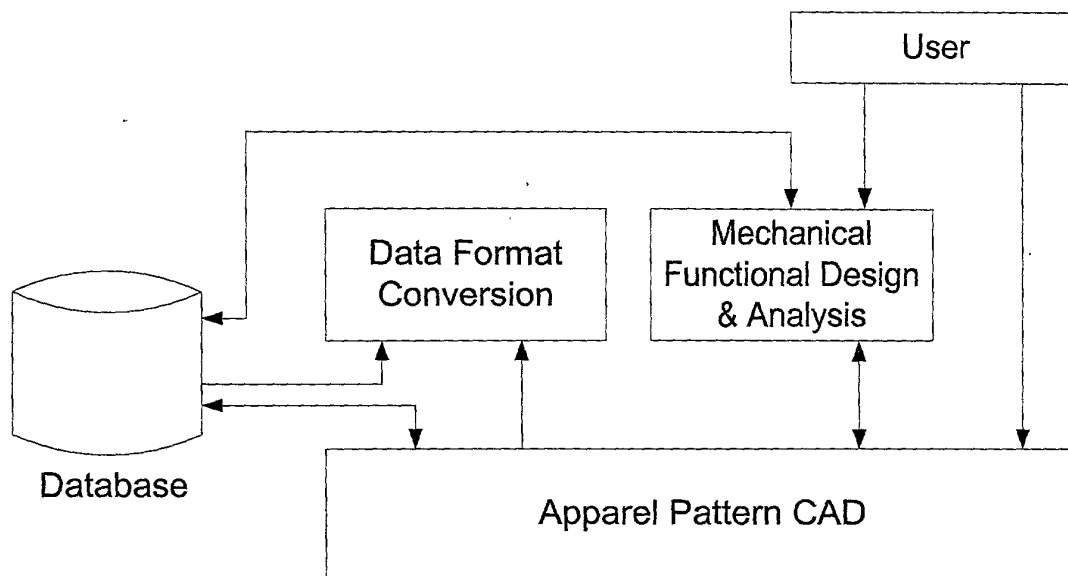 User
Data Format
Conversion
Mechanical
Functional Design
& Analysis
Database
Apparel Pattern CAD